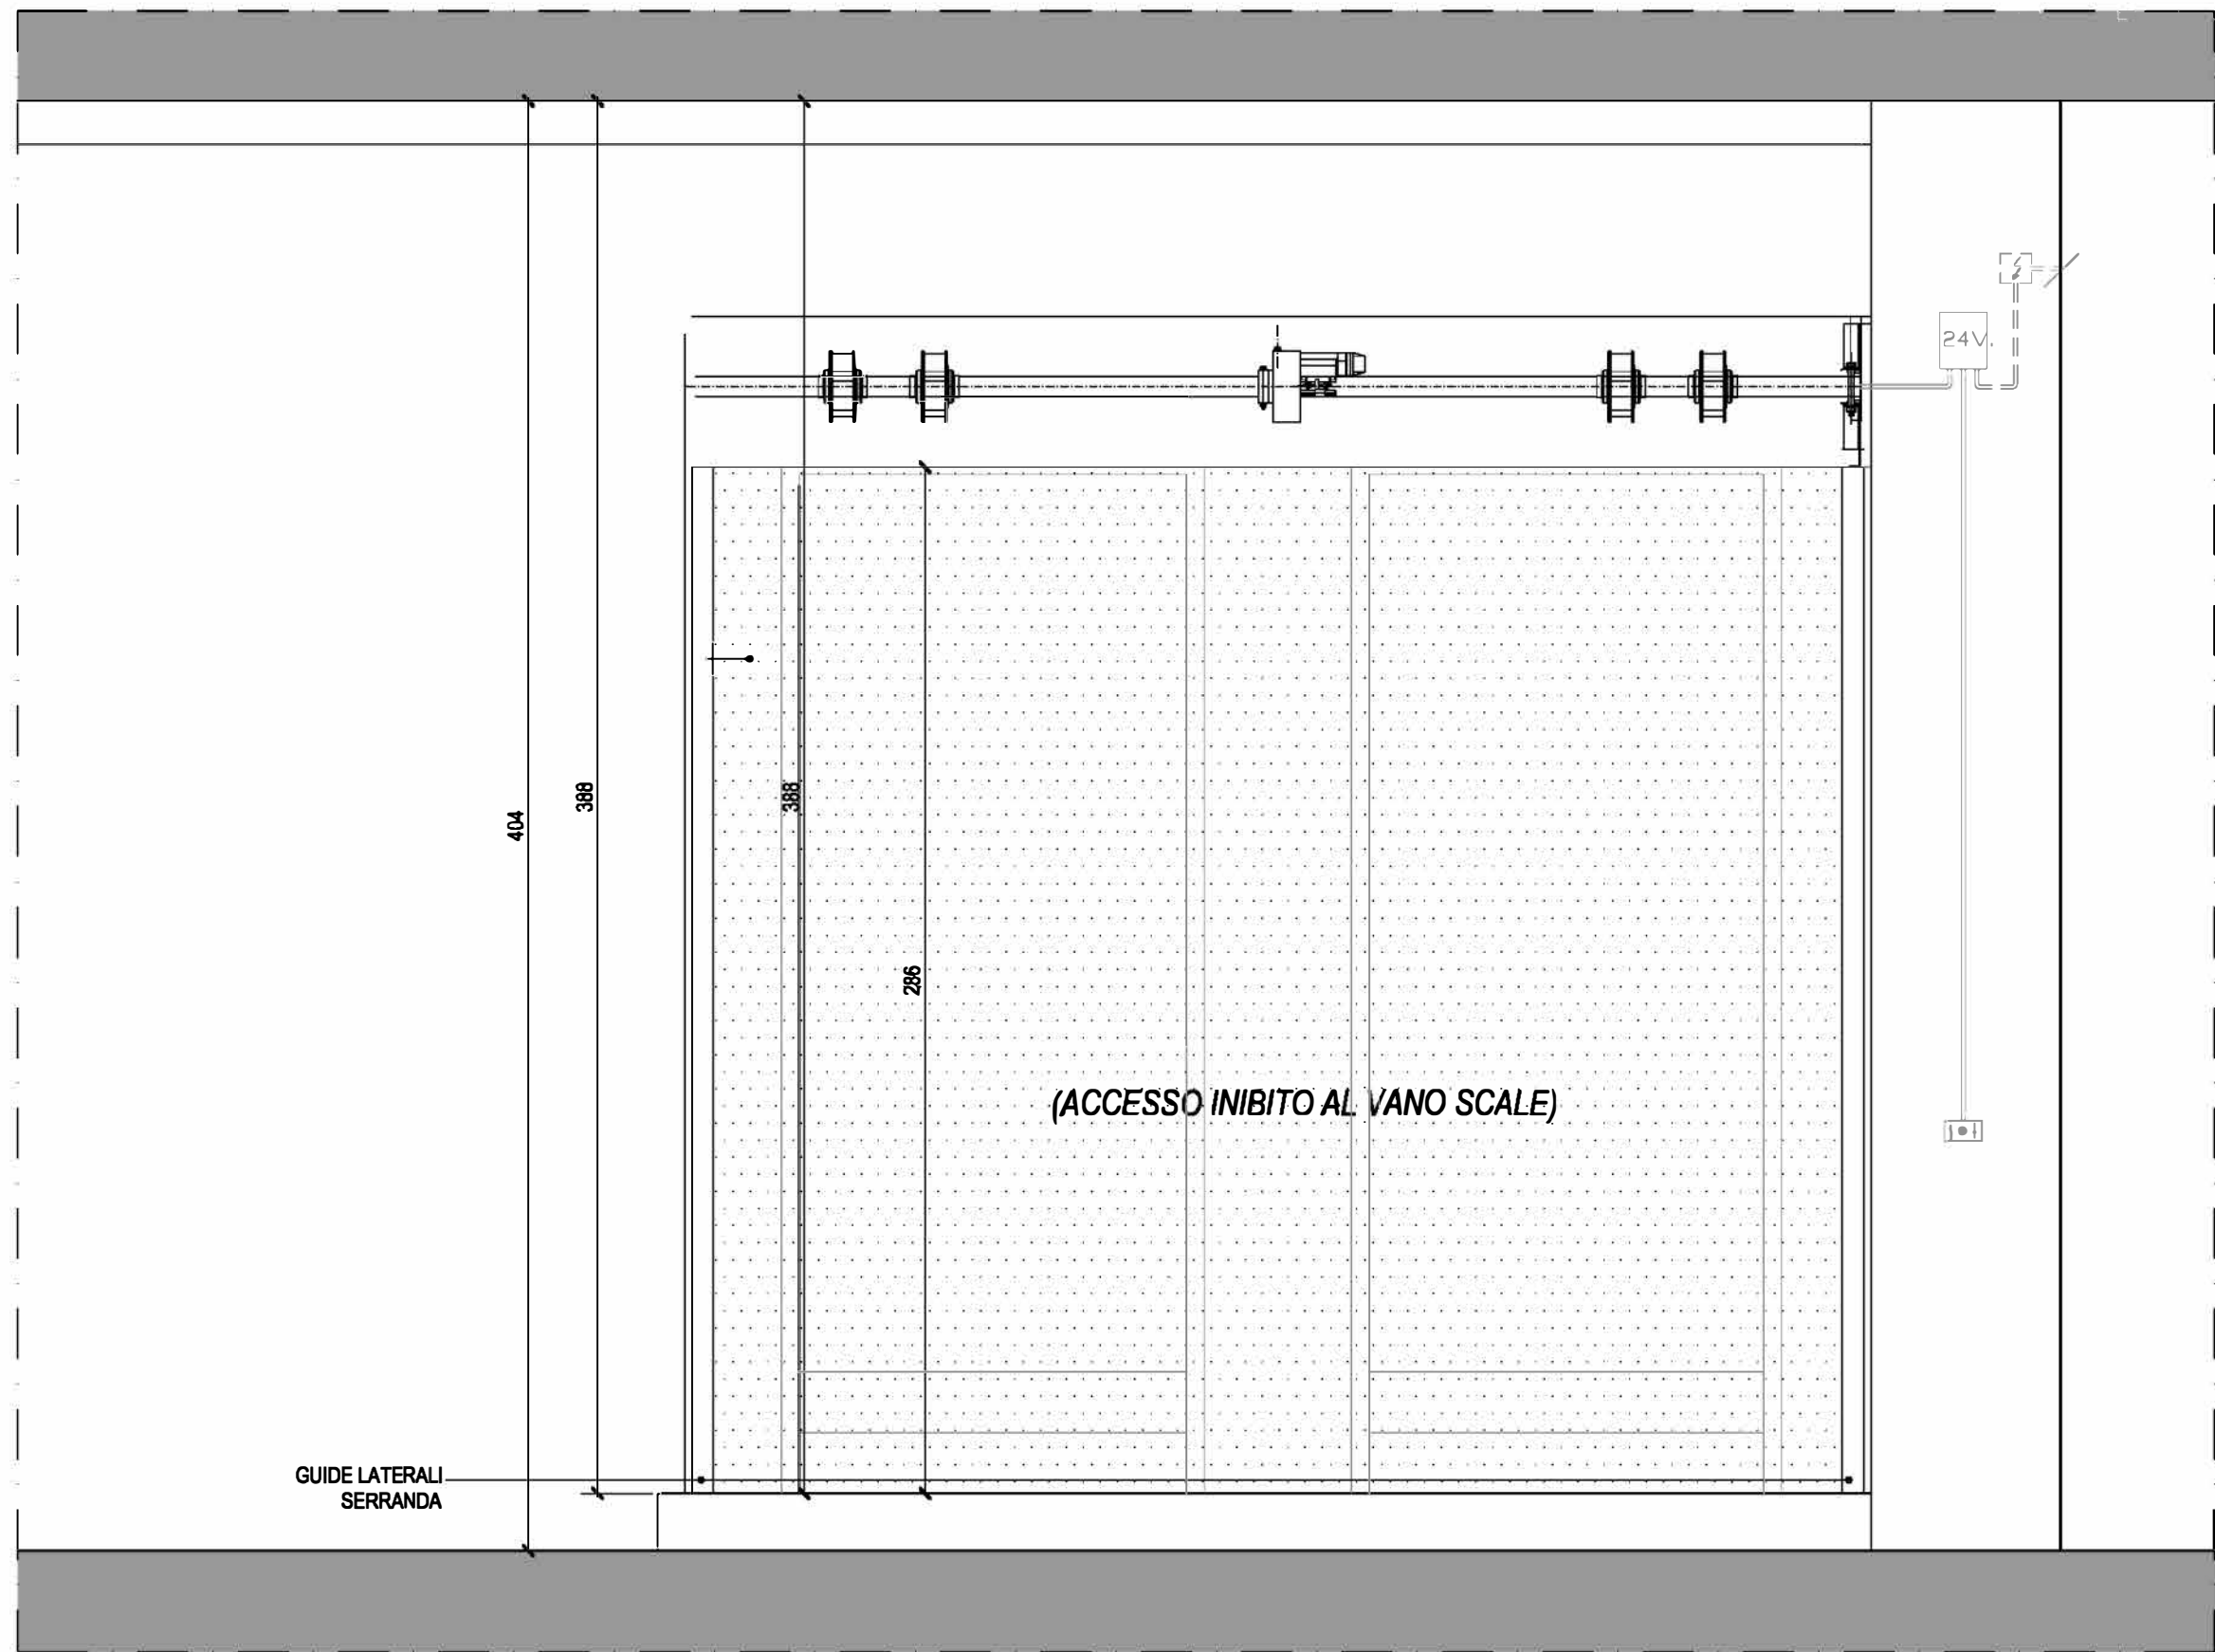 24V.
388
388
404
286
(ACCESSO INIBITO AL VANO SCALE)
GUIDE LATERALI
SERRANDA